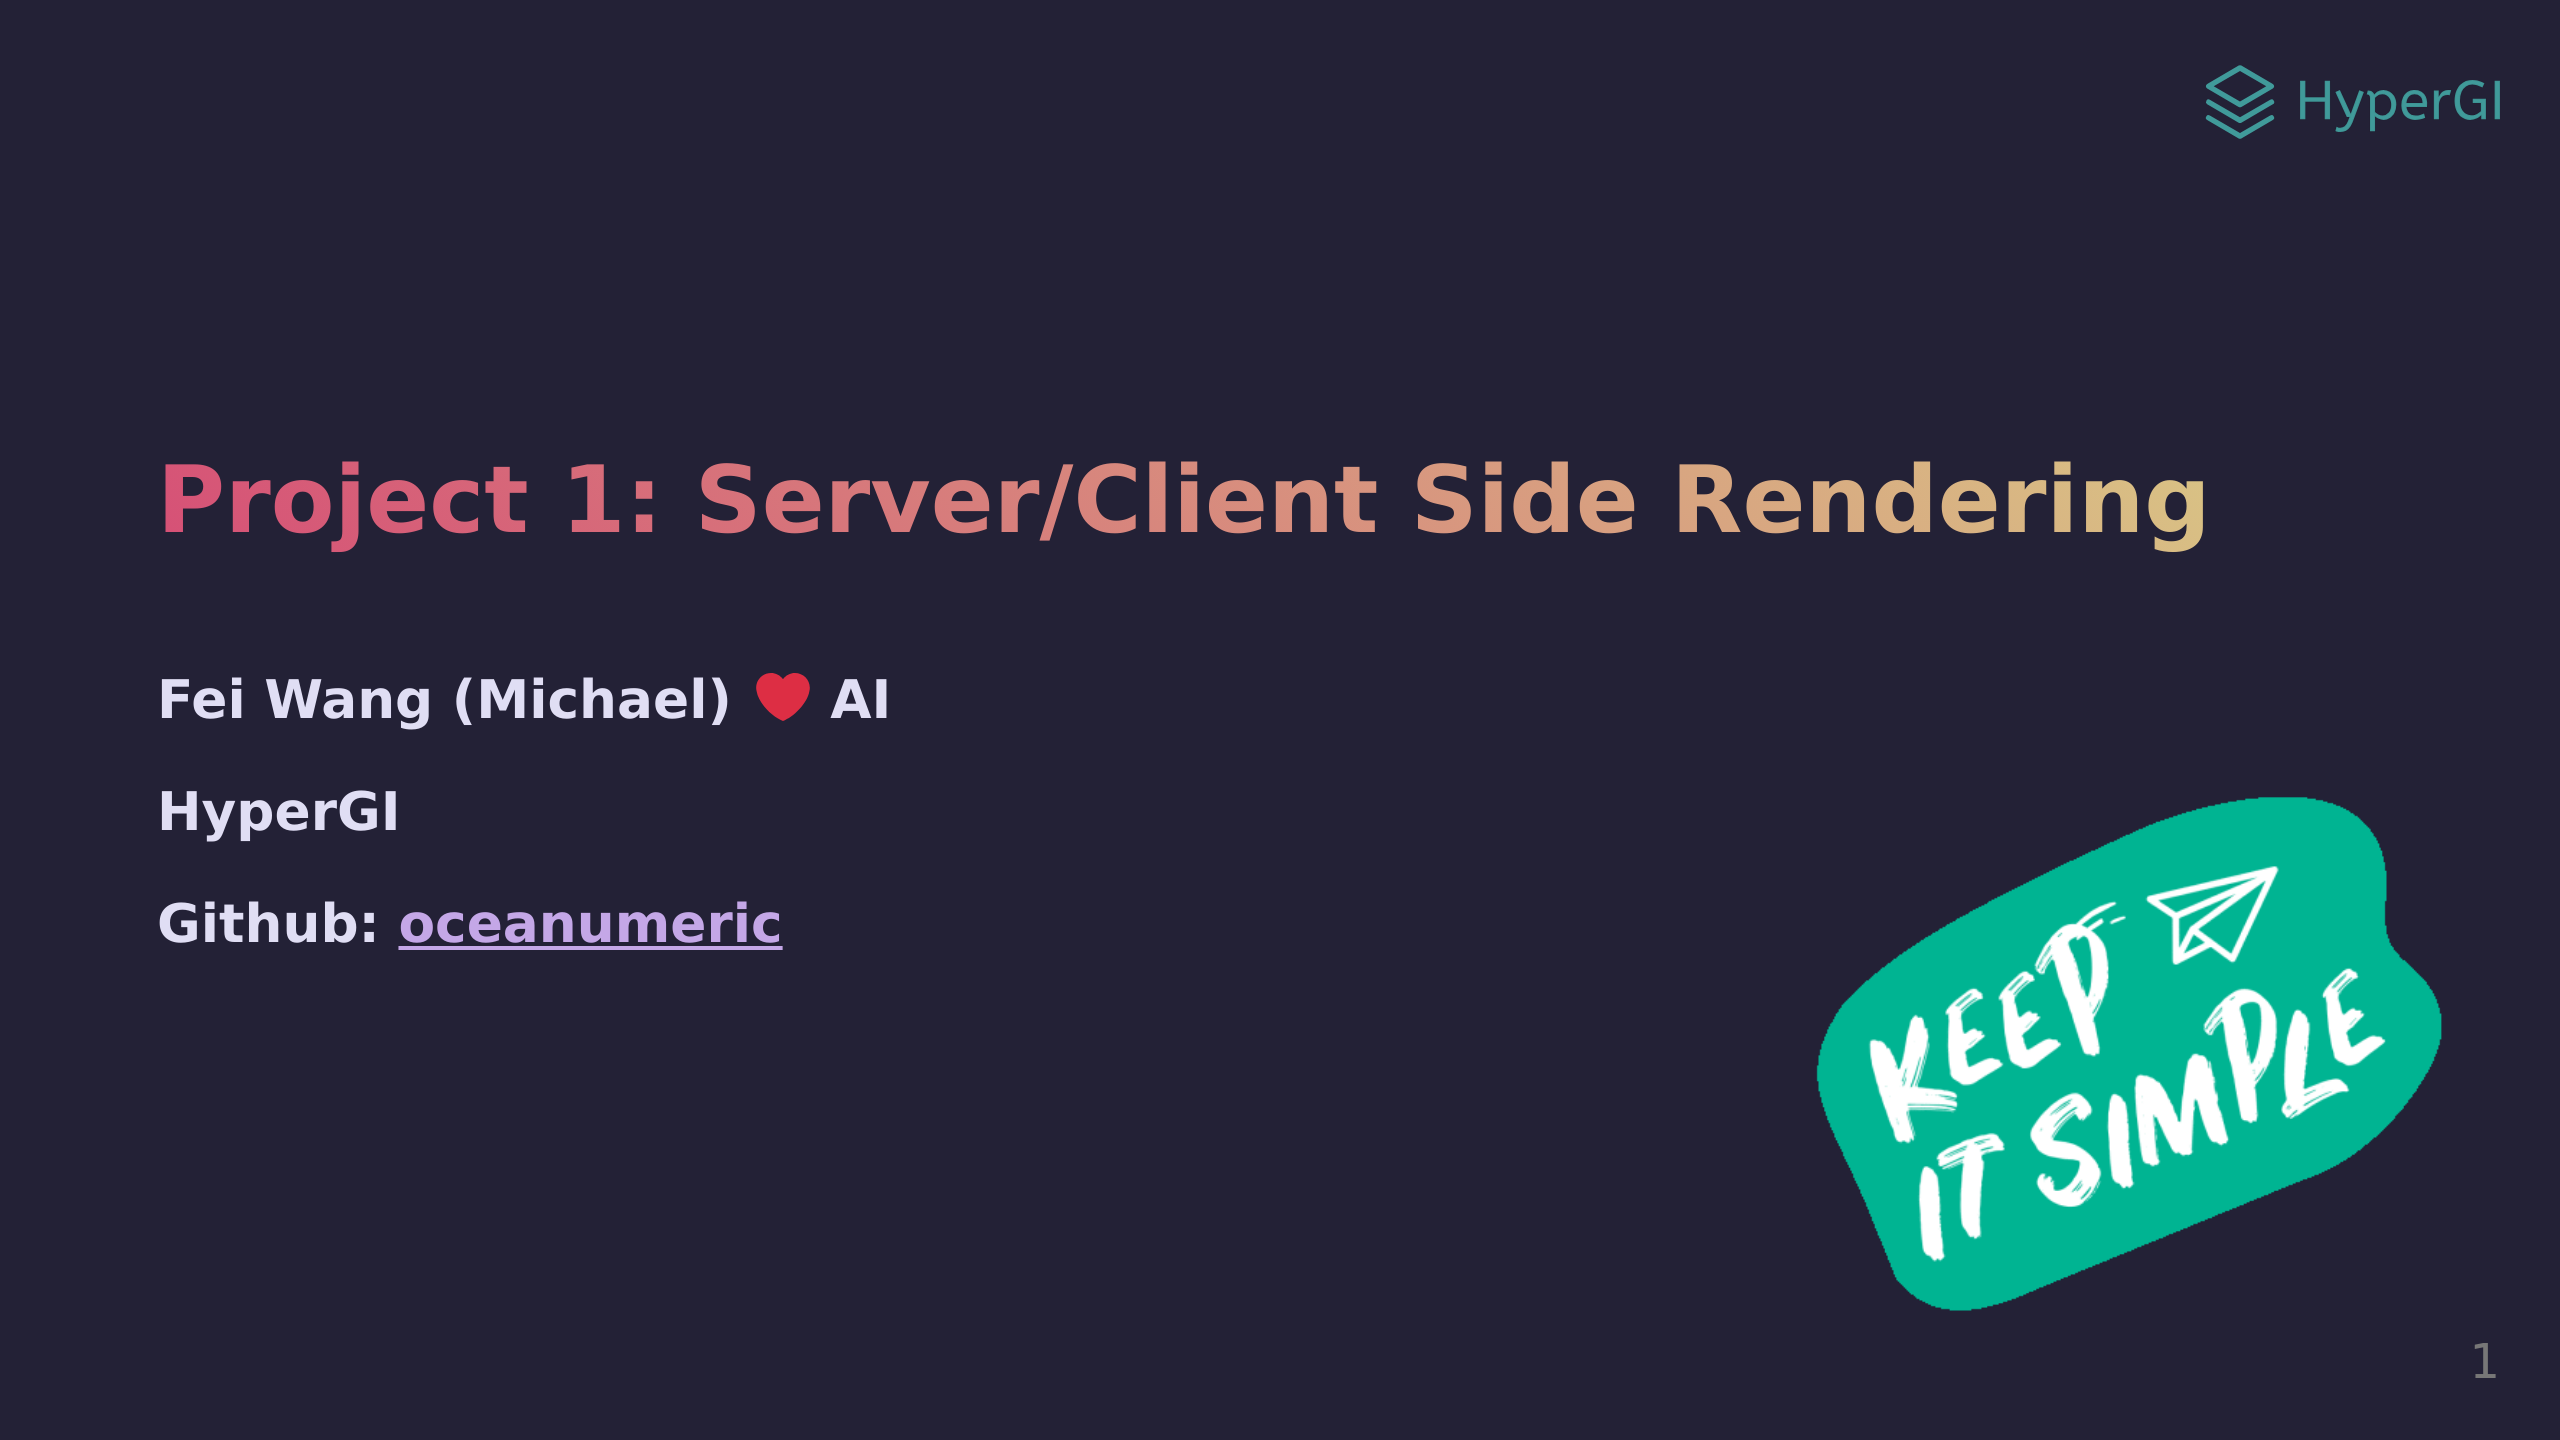 HyperGI
Project 1: Server/Client Side Rendering
Fei Wang (Michael) ❤️ AI
HyperGI
Github: oceanumeric
KEEP
IT SIMPLE
1